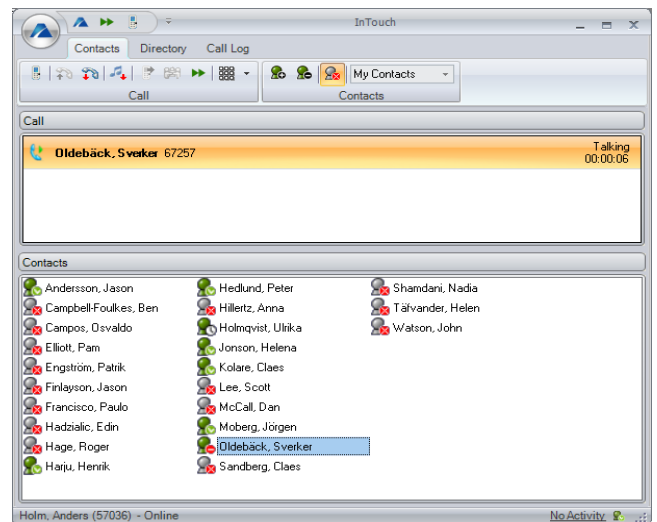 InTouch
Contacts Directory Call Log
My Contacts
Call Contacts
Call
Oldebäck, Sverker 67257 Talking
00:00:06
Contacts
Andersson, Jason
Campbell-Foulkes, Ben
Campos, Osvaldo
Elliott, Pam
Engström, Patrik
Finlayson, Jason
Francisco, Paulo
Hadzialic, Edin
Hage, Roger
Harju, Henrik
Hedlund, Peter
Hillertz, Anna
Holmqvist, Ulrika
Jonson, Helena
Kolare, Claes
Lee, Scott
McCall, Dan
Moberg, Jörgen
Oldebäck, Sverker
Sandberg, Claes
Shamdani, Nadia
Täfvander, Helen
Watson, John
Holm, Anders (57036) - Online No Activity